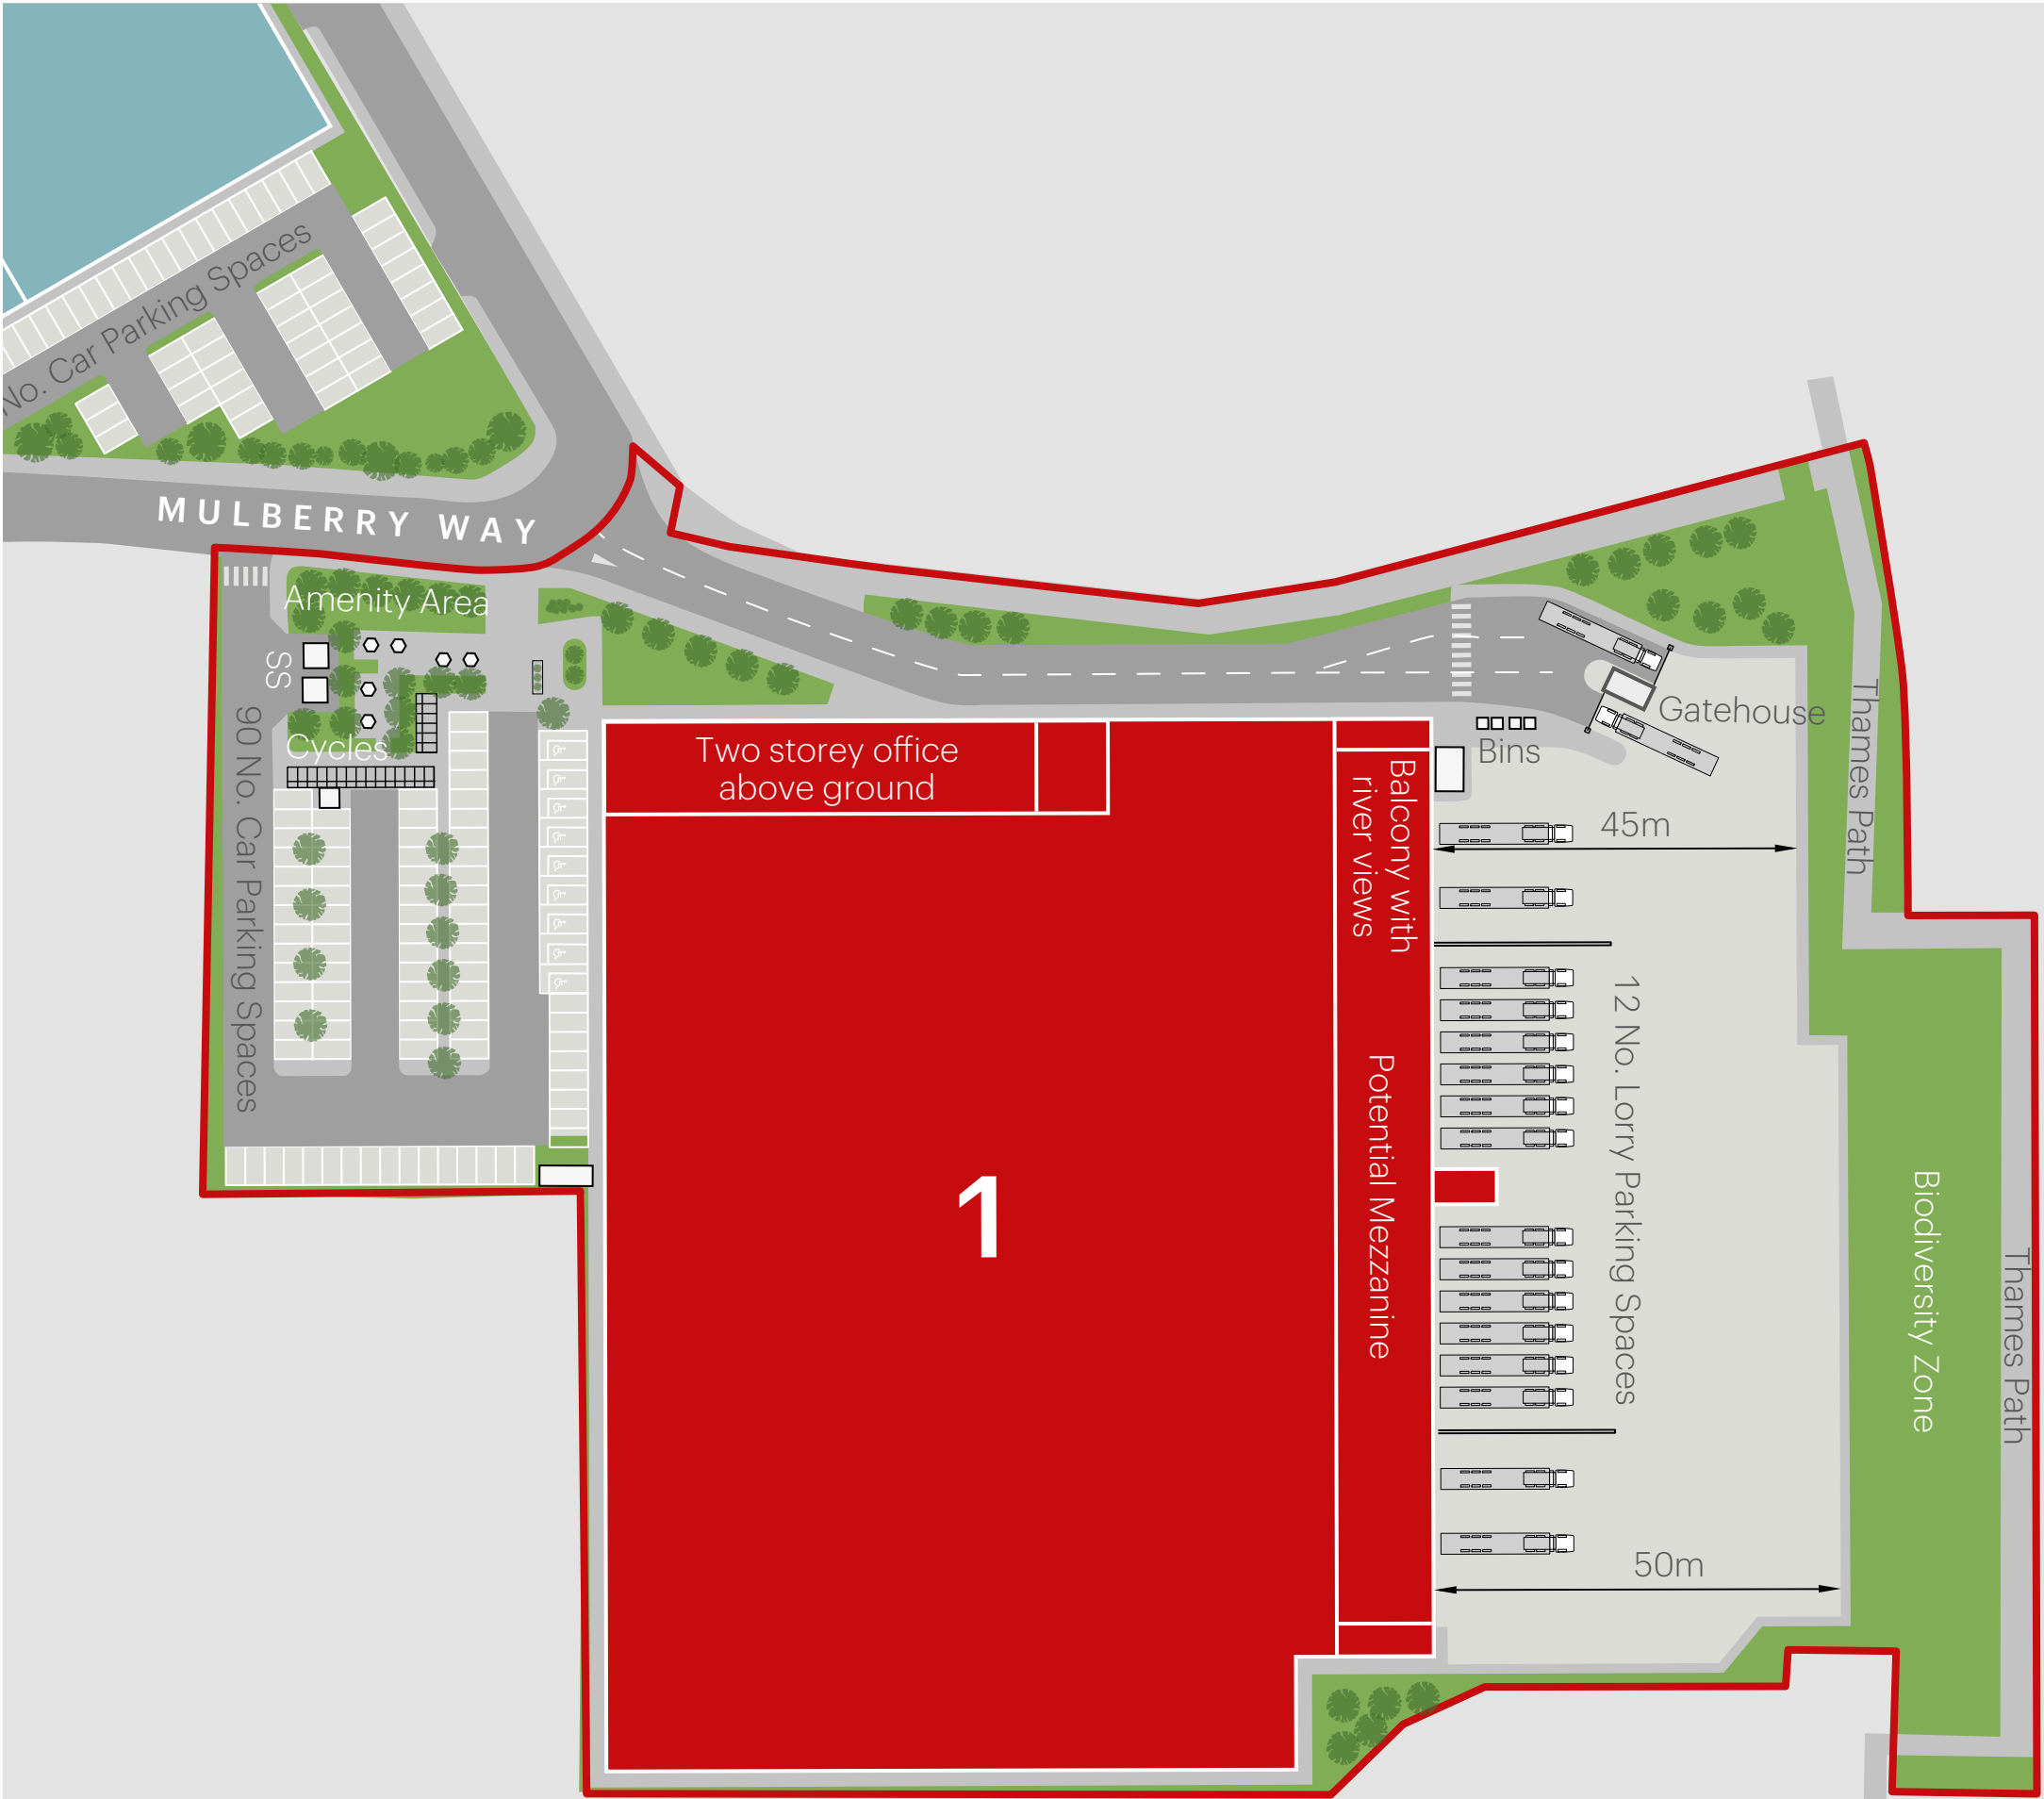 No. Car Parking Spaces
MULBERRY WAY
Amenity Area
SS
Cycles
90 No. Car Parking Spaces
Two storey office
above ground
Balcony with
river views
Potential Mezzanine
1
Bins
Gatehouse
45m
12 No. Lorry Parking Spaces
50m
Thames Path
Biodiversity Zone
Thames Path